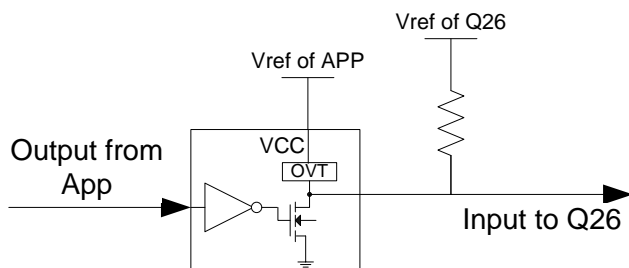 Vref of Q26
Vref of APP
VCC
OVT
Output from
App
Input to Q26